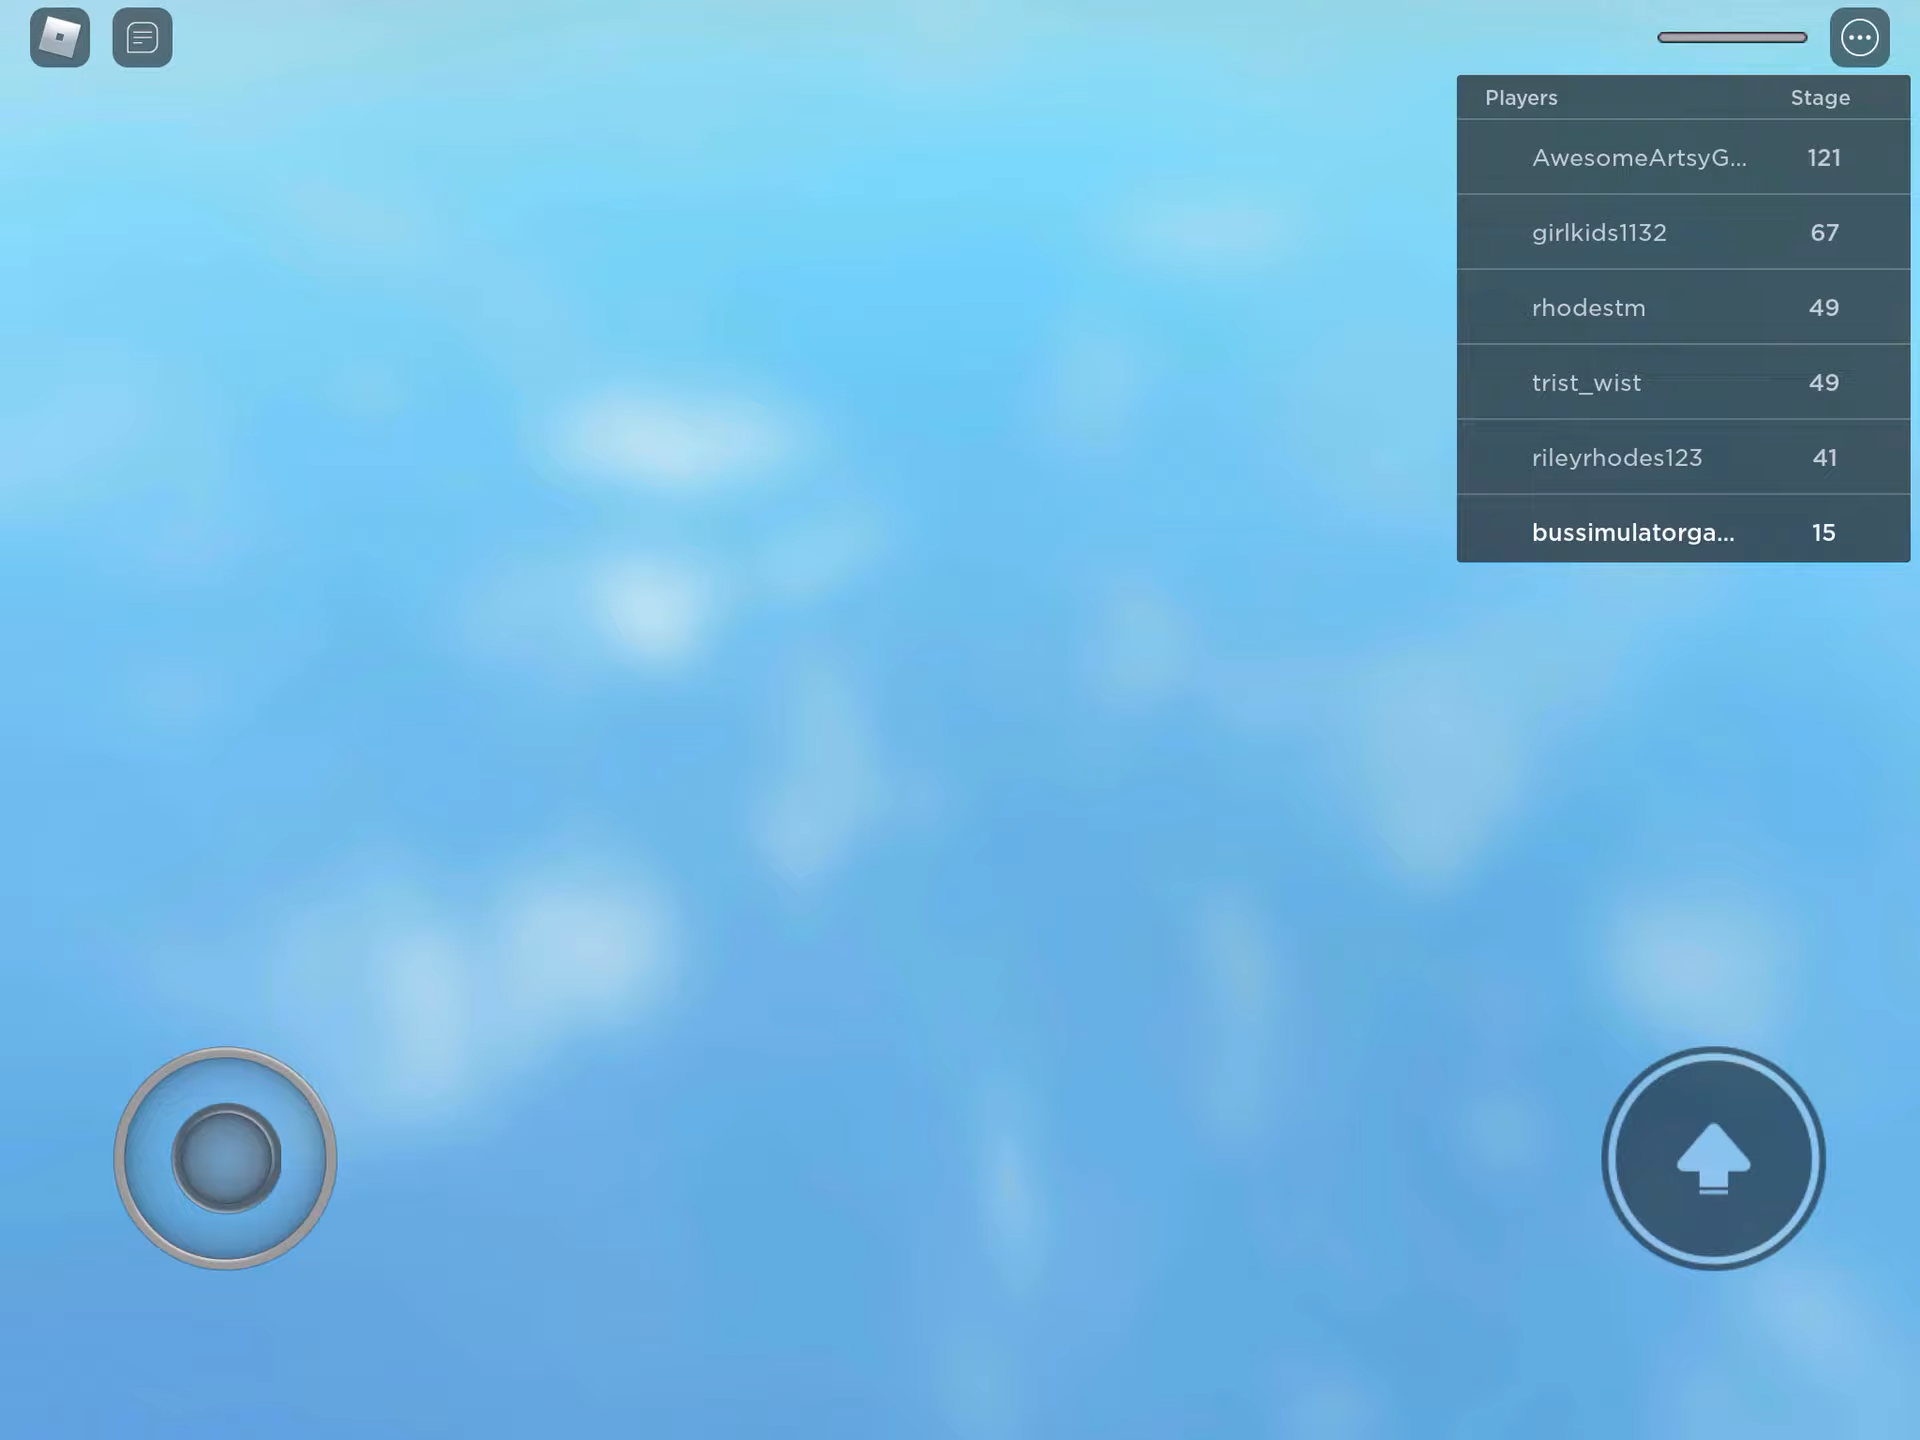 Players Stage
AwesomeArtsyG... 121
girlkids1132 67
rhodestm 49
trist_wist 49
rileyrhodes123 41
bussimulatorga... 15